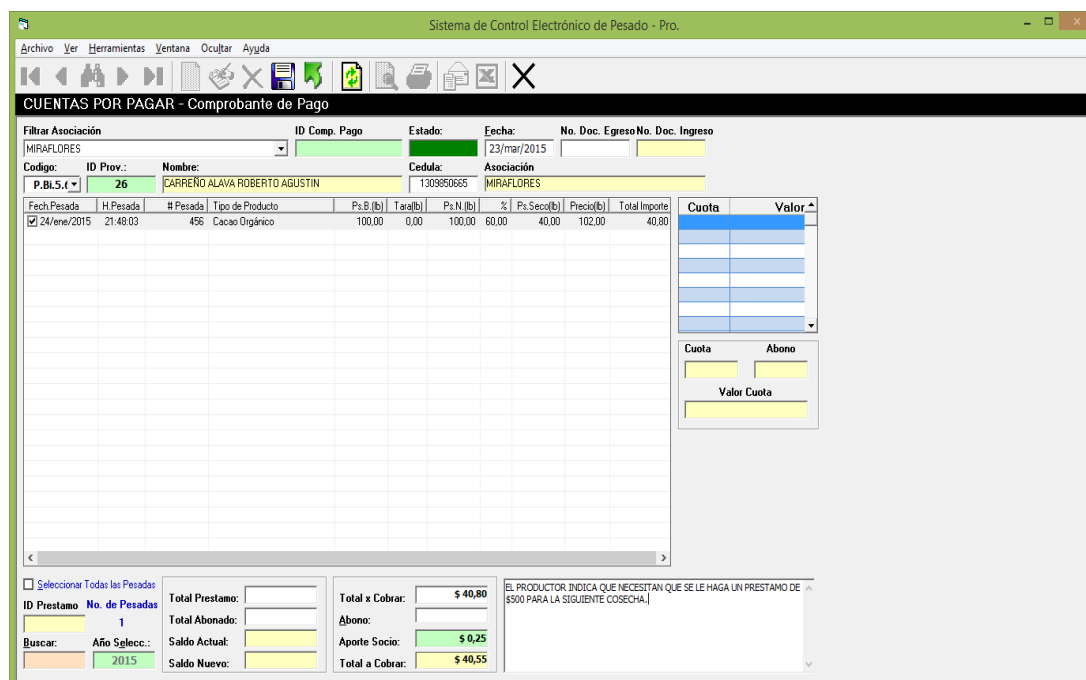 Sistema de Control Electrónico de Pesado - Pro.
Archivo Ver Herramientas Ventana Ocultar Ayuda
CUENTAS POR PAGAR - Comprobante de Pago
Filtrar Asociación ID Comp. Pago Estado: Fecha: No. Doc. Egreso No. Doc. Ingreso
MIRAFLORES 23/mar/2015
Codigo: ID Prov.: Nombre: Cedula: Asociación
P.Bi.5.( 26 CARREÑO ALAVA ROBERTO AGUSTIN 1309850665 MIRAFLORES
Fech.Pesada H.Pesada # Pesada Tipo de Producto Ps.B.(lb) Tara(lb) Ps.N.(lb) % Ps.Seco(lb) Precio(lb) Total Importe
24/ene/2015 21:48:03 456 Cacao Orgánico 100,00 0,00 100,00 60,00 40,00 102,00 40,80
Cuota Valor
Cuota Abono
Valor Cuota
Seleccionar Todas las Pesadas
ID Prestamo No. de Pesadas
1
Buscar: Año Selecc.:
2015
Total Prestamo:
Total Abonado:
Saldo Actual:
Saldo Nuevo:
Total x Cobrar: $ 40,80
Abono:
Aporte Socio: $ 0,25
Total a Cobrar: $ 40,55
EL PRODUCTOR INDICA QUE NECESITAN QUE SE LE HAGA UN PRESTAMO DE
$500 PARA LA SIGUIENTE COSECHA.